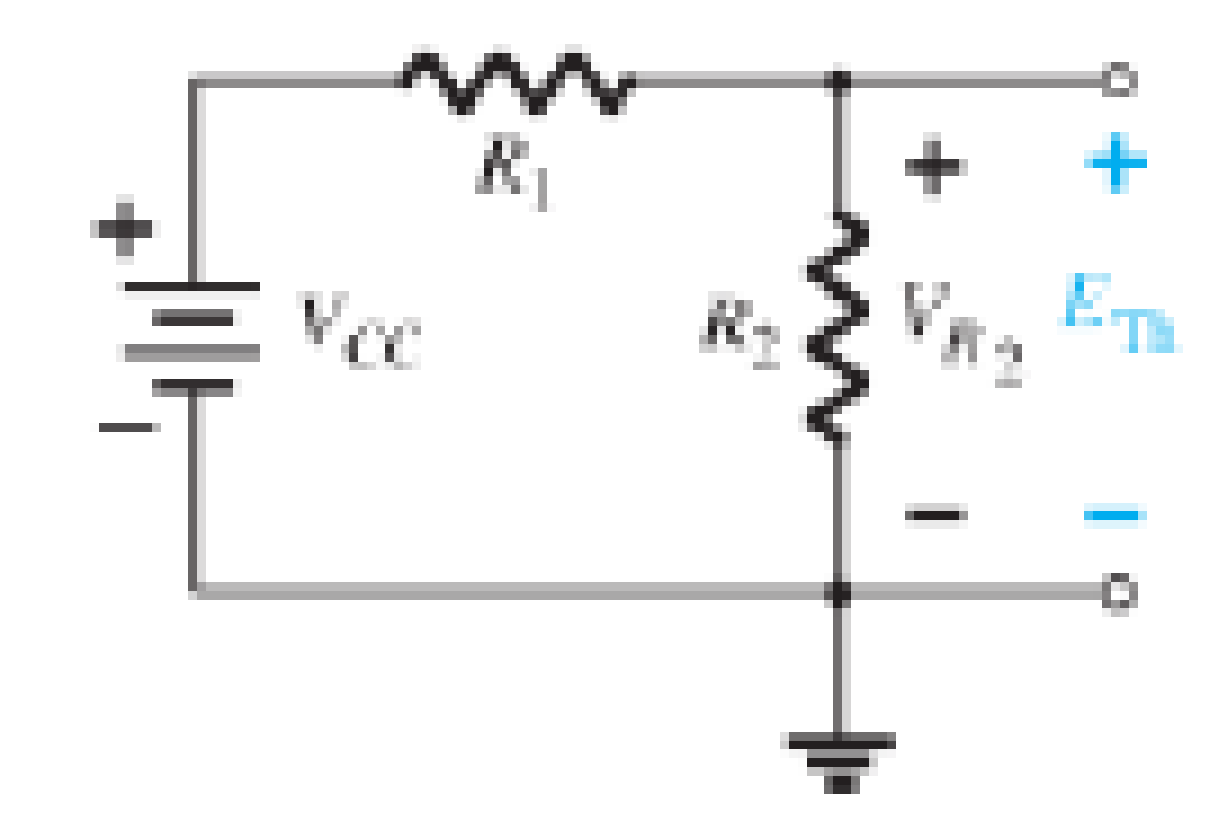 R1
+ + +
VCC R2 VR2 ETh
− − −